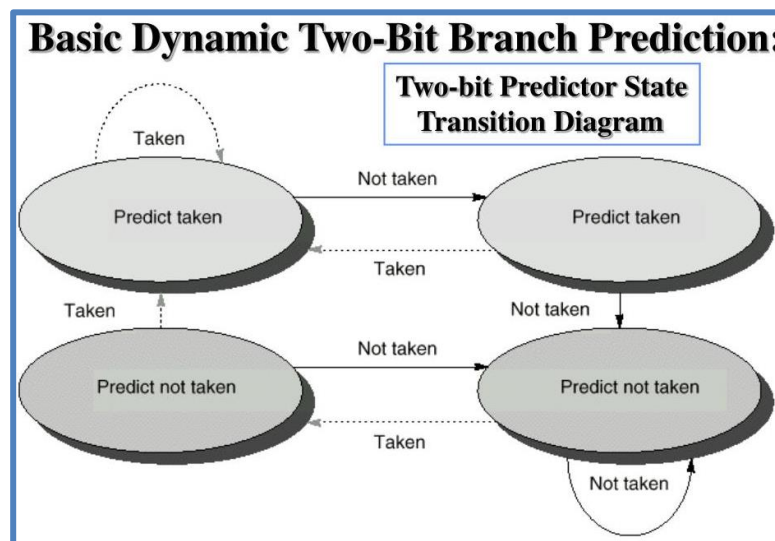 Basic Dynamic Two-Bit Branch Prediction:
Two-bit Predictor State
Transition Diagram
Taken
Not taken
Predict taken
Predict taken
Taken
Taken
Not taken
Not taken
Predict not taken
Predict not taken
Taken
Not taken